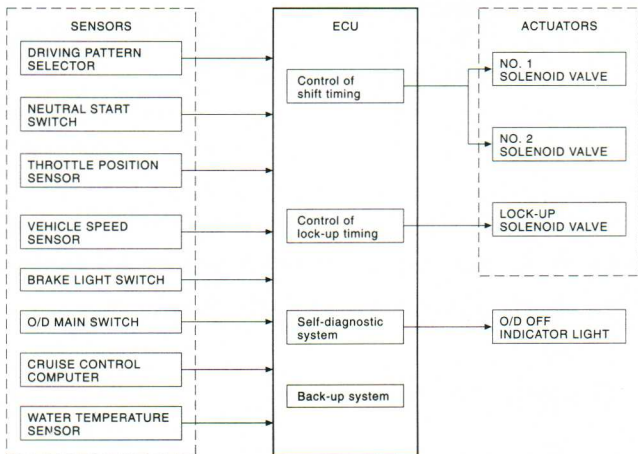 SENSORS
DRIVING PATTERN
SELECTOR
NEUTRAL START
SWITCH
THROTTLE POSITION
SENSOR
VEHICLE SPEED
SENSOR
BRAKE LIGHT SWITCH
O/D MAIN SWITCH
CRUISE CONTROL
COMPUTER
WATER TEMPERATURE
SENSOR
ECU
Control of
shift timing
Control of
lock-up timing
Self-diagnostic
system
Back-up system
ACTUATORS
NO. 1
SOLENOID VALVE
NO. 2
SOLENOID VALVE
LOCK-UP
SOLENOID VALVE
O/D OFF
INDICATOR LIGHT